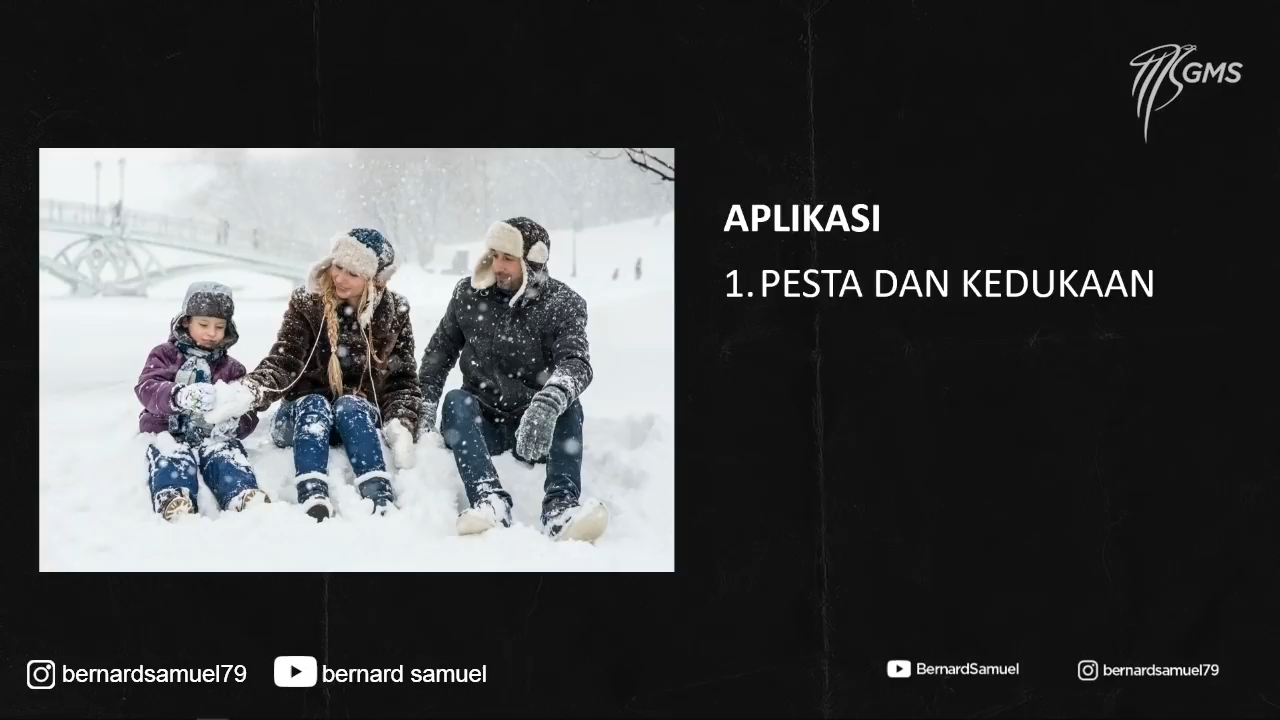 GMS
APLIKASI
1. PESTA DAN KEDUKAAN
bernardsamuel79 bernard samuel
BernardSamuel bernardsamuel79